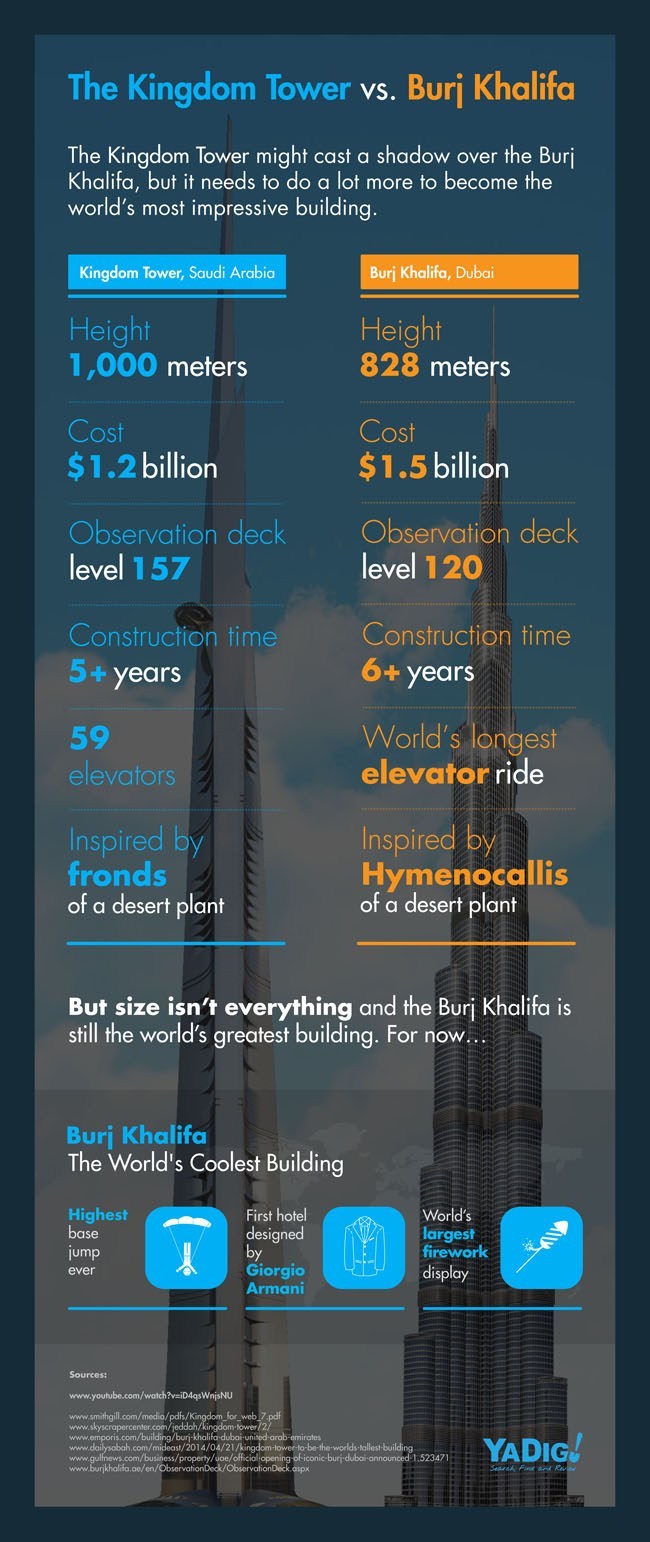 The Kingdom Tower vs. Burj Khalifa
The Kingdom Tower might cast a shadow over the Burj
Khalifa, but it needs to do a lot more to become the
world's most impressive building.
Kingdom Tower, Saudi Arabia
Height
1,000 meters
Cost
$1.2 billion
Observation deck
level 157
Construction time
5+ years
59
elevators
Inspired by
fronds
of a desert plant
Burj Khalifa, Dubai
Height
828 meters
Cost
$1.5 billion
Observation deck
level 120
Construction time
6+ years
World's longest
elevator ride
Inspired by
Hymenocallis
of a desert plant
But size isn't everything and the Burj Khalifa is
still the world's greatest building. For now...
Burj Khalifa
The World's Coolest Building
Highest
base
jump
ever
First hotel
designed
by
Giorgio
Armani
World's
largest
firework
display
Sources:
www.youtube.com/watch?v=iD4qsWnjsNU
www.smithgill.com/media/pdfs/Kingdom_for_web_7.pdf
www.skyscrapercenter.com/jeddah/kingdom-tower/2/
www.emporis.com/building/burj-khalifa-dubai-united-arab-emirates
www.dailysabah.com/mideast/2014/04/21/kingdom-tower-to-be-the-worlds-tallest-building
www.gulfnews.com/business/property/uae/official-opening-of-iconic-burj-dubai-announced-1.523471
www.burjkhalifa.ae/en/ObservationDeck/ObservationDeck.aspx
YADIG!
Search, Find and Review